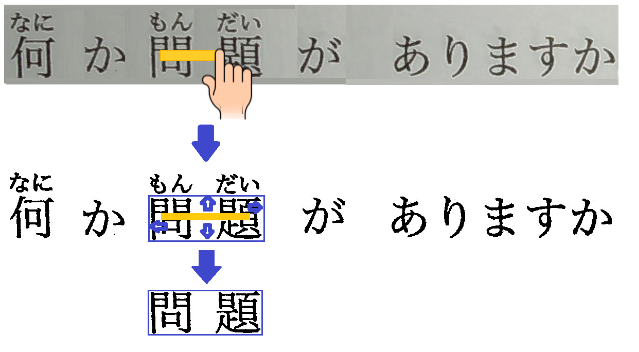 なに もん だい
何か問題がありますか
なに もん だい
何か問題がありますか
問題